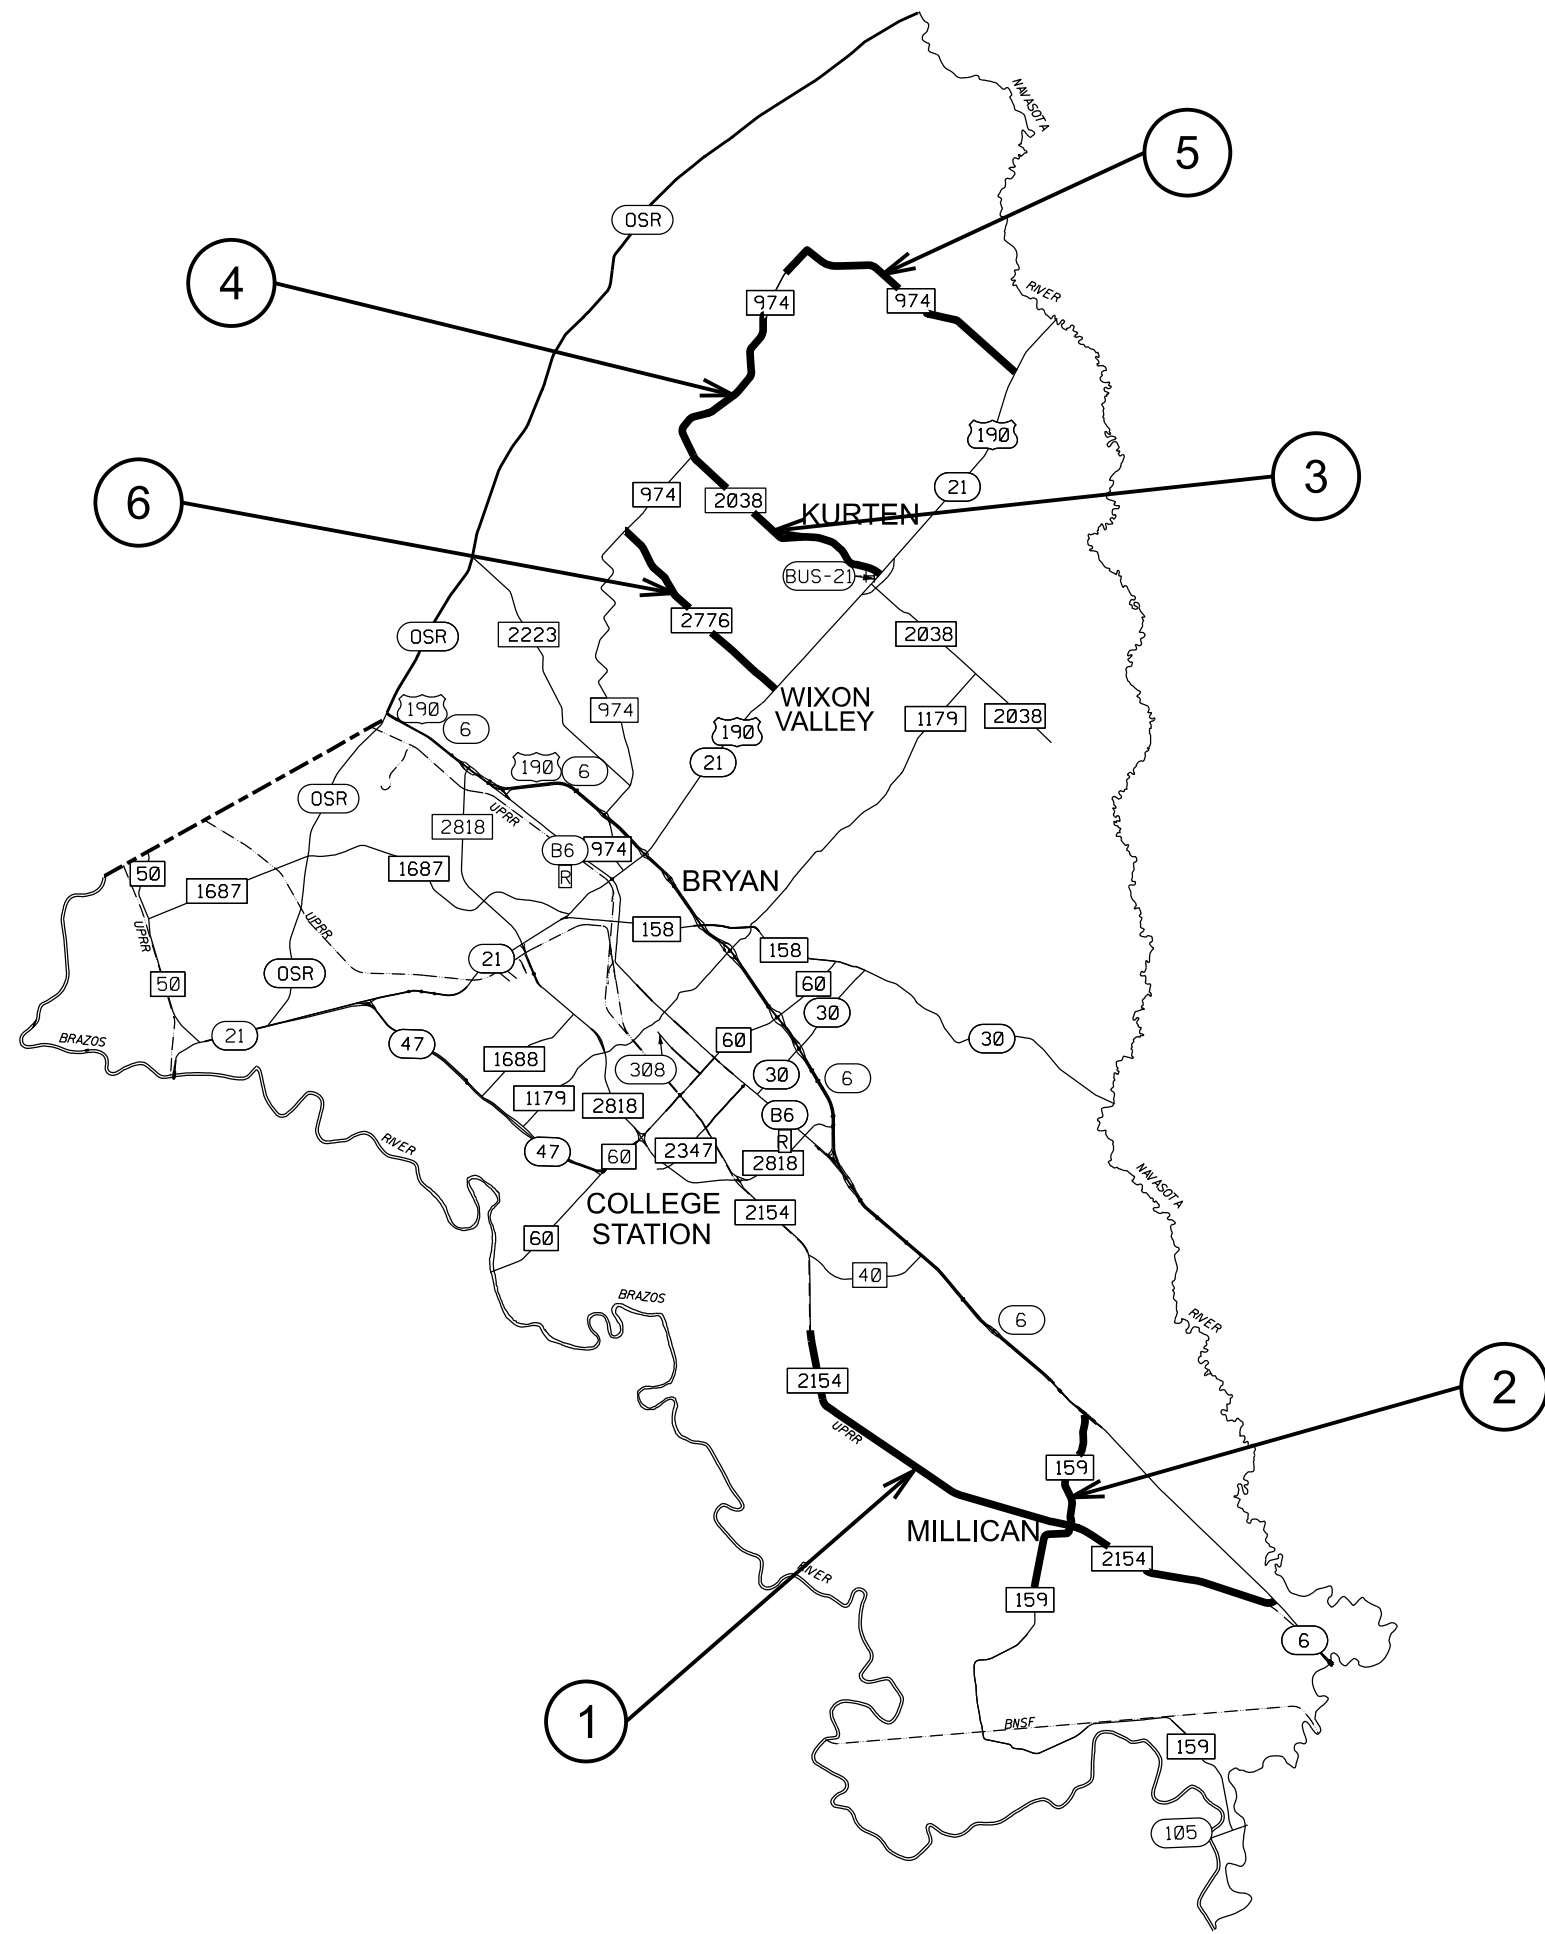 NAVASOTA
5
OSR
4
974
974
RIVER
190
21
3
6
974
2038
KURTEN
BUS-21
2776
2223
2038
OSR
WIXON
VALLEY
974
190
6
1179
2038
190
21
190
6
OSR
UPRR
2818
B6
R
974
1687
50
1687
BRYAN
UPRR
UPRR
158
158
21
OSR
50
60
30
21
BRAZOS
47
60
30
1688
308
30
6
1179
2818
B6
R
RIVER
47
60
2347
2818
NAVASOTA
COLLEGE
STATION
2154
60
40
BRAZOS
6
RIVER
2154
2
UPRR
159
MILLICAN
2154
RIVER
159
6
1
BNSF
159
105